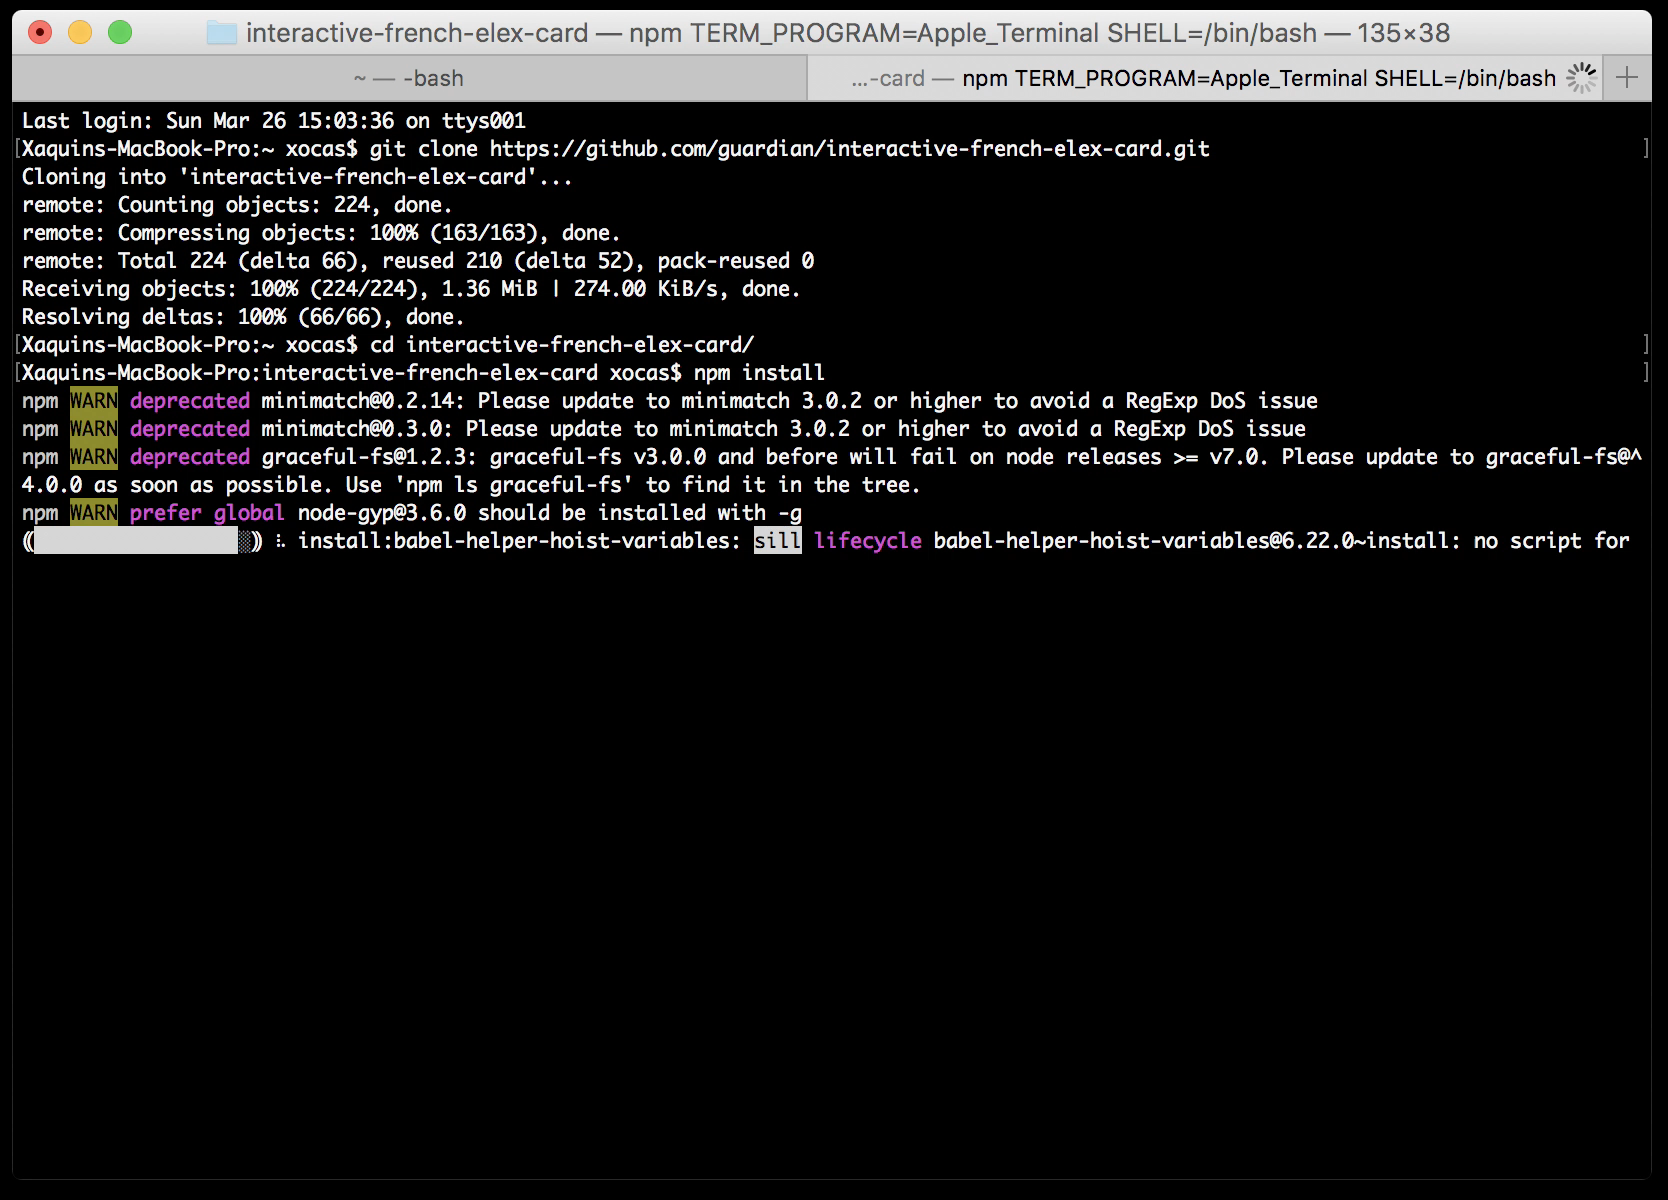 interactive-french-elex-card — npm TERM_PROGRAM=Apple_Terminal SHELL=/bin/bash — 135×38
~ — -bash
...-card — npm TERM_PROGRAM=Apple_Terminal SHELL=/bin/bash
Last login: Sun Mar 26 15:03:36 on ttys001
[Xaquins-MacBook-Pro:~ xocas$ git clone https://github.com/guardian/interactive-french-elex-card.git ]
Cloning into 'interactive-french-elex-card'...
remote: Counting objects: 224, done.
remote: Compressing objects: 100% (163/163), done.
remote: Total 224 (delta 66), reused 210 (delta 52), pack-reused 0
Receiving objects: 100% (224/224), 1.36 MiB | 274.00 KiB/s, done.
Resolving deltas: 100% (66/66), done.
[Xaquins-MacBook-Pro:~ xocas$ cd interactive-french-elex-card/ ]
[Xaquins-MacBook-Pro:interactive-french-elex-card xocas$ npm install ]
npm WARN deprecated minimatch@0.2.14: Please update to minimatch 3.0.2 or higher to avoid a RegExp DoS issue
npm WARN deprecated minimatch@0.3.0: Please update to minimatch 3.0.2 or higher to avoid a RegExp DoS issue
npm WARN deprecated graceful-fs@1.2.3: graceful-fs v3.0.0 and before will fail on node releases >= v7.0. Please update to graceful-fs@^
4.0.0 as soon as possible. Use 'npm ls graceful-fs' to find it in the tree.
npm WARN prefer global node-gyp@3.6.0 should be installed with -g
⸨                 ░⸩ ⠧ install:babel-helper-hoist-variables: sill lifecycle babel-helper-hoist-variables@6.22.0~install: no script for